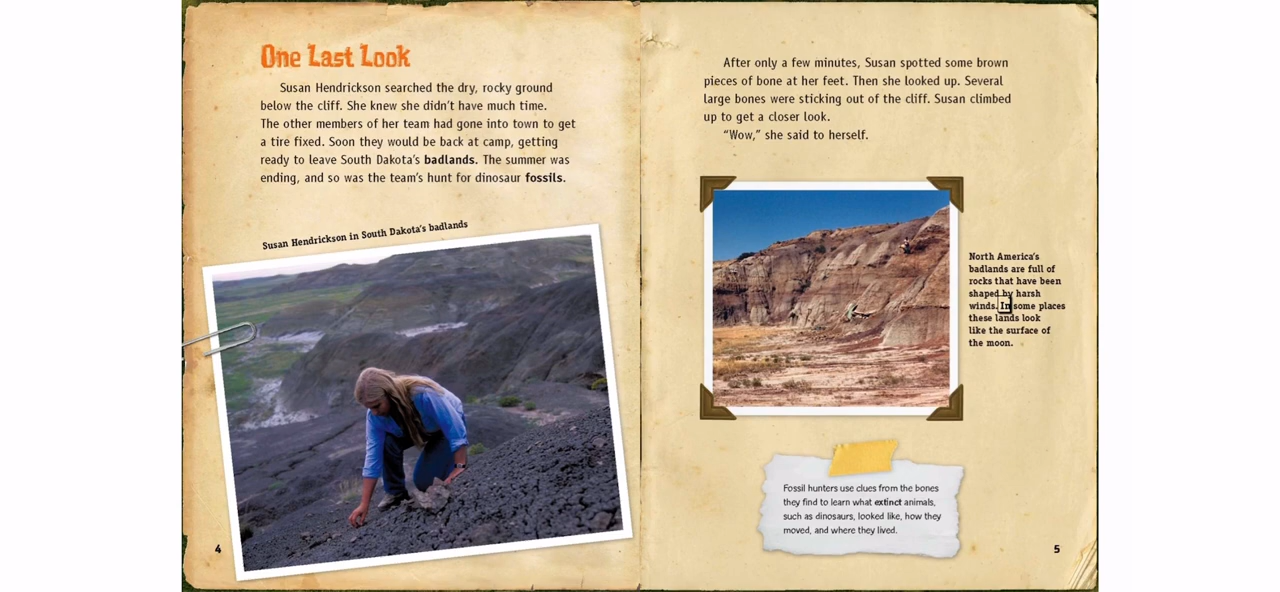 One Last Look
Susan Hendrickson searched the dry, rocky ground
below the cliff. She knew she didn't have much time.
The other members of her team had gone into town to get
a tire fixed. Soon they would be back at camp, getting
ready to leave South Dakota's badlands. The summer was
ending, and so was the team's hunt for dinosaur fossils.
Susan Hendrickson in South Dakota's badlands
4
After only a few minutes, Susan spotted some brown
pieces of bone at her feet. Then she looked up. Several
large bones were sticking out of the cliff. Susan climbed
up to get a closer look.
“Wow,” she said to herself.
North America's
badlands are full of
rocks that have been
shaped by harsh
winds. In some places
these lands look
like the surface of
the moon.
Fossil hunters use clues from the bones
they find to learn what extinct animals,
such as dinosaurs, looked like, how they
moved, and where they lived.
5